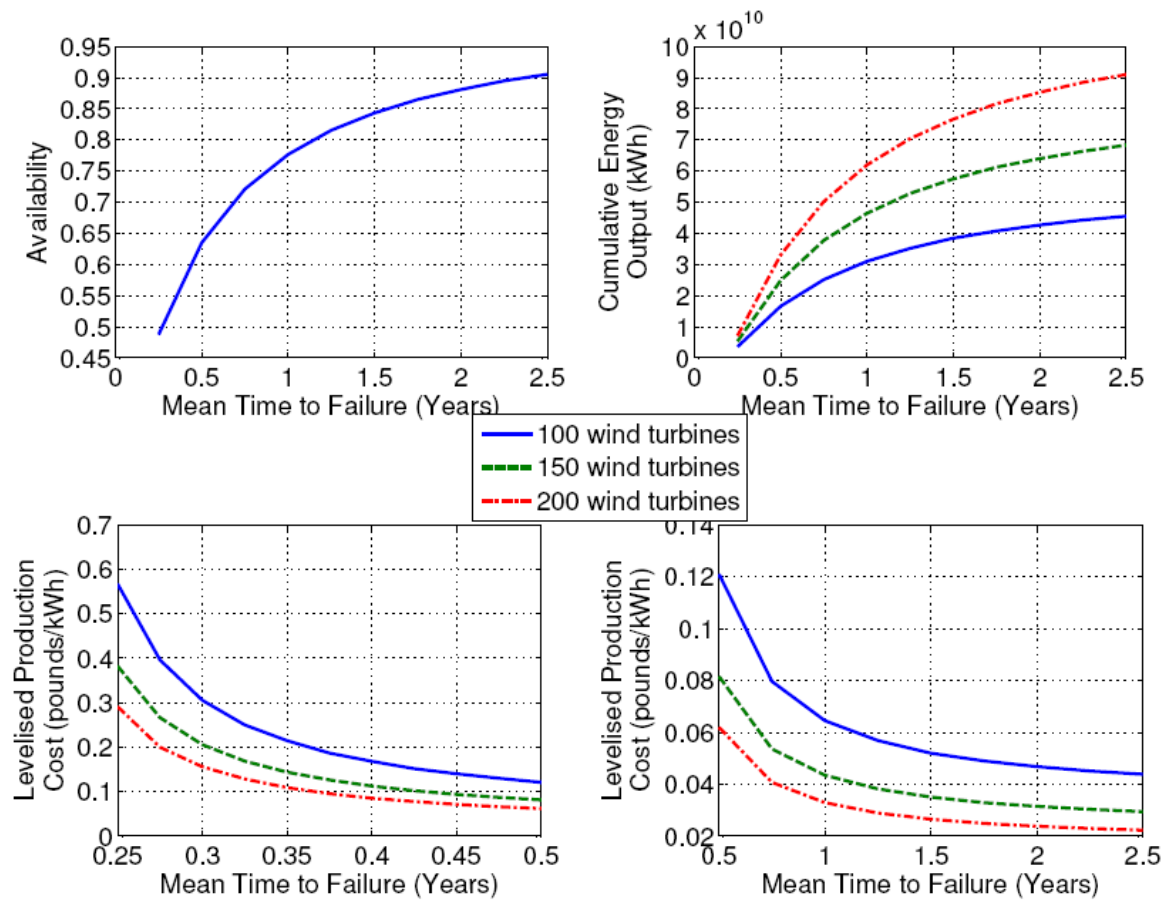 x 10^10
0.95
0.9
0.85
0.8
0.75
0.7
0.65
0.6
0.55
0.5
0.45
Availability
0 0.5 1 1.5 2 2.5
Mean Time to Failure (Years)
10
9
8
7
6
5
4
3
2
1
0
Cumulative Energy
Output (kWh)
0 0.5 1 1.5 2 2.5
Mean Time to Failure (Years)
100 wind turbines
150 wind turbines
200 wind turbines
0.7
0.6
0.5
0.4
0.3
0.2
0.1
0
Levelised Production
Cost (pounds/kWh)
0.25 0.3 0.35 0.4 0.45 0.5
Mean Time to Failure (Years)
0.14
0.12
0.1
0.08
0.06
0.04
0.02
Levelised Production
Cost (pounds/kWh)
0.5 1 1.5 2 2.5
Mean Time to Failure (Years)